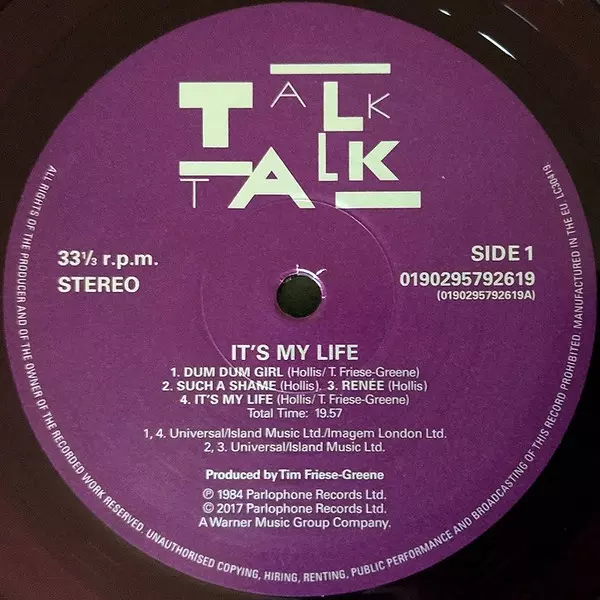 TALK
TALK
33⅓ r.p.m.
STEREO
SIDE 1
0190295792619
(0190295792619A)
IT'S MY LIFE
1. DUM DUM GIRL (Hollis/ T. Friese-Greene)
2. SUCH A SHAME (Hollis), 3. RENÉE (Hollis)
4. IT'S MY LIFE (Hollis/ T. Friese-Greene)
Total Time: 19.57
1, 4. Universal/Island Music Ltd./Imagem London Ltd.
2, 3. Universal/Island Music Ltd.
Produced by Tim Friese-Greene
℗ 1984 Parlophone Records Ltd.
© 2017 Parlophone Records Ltd.
A Warner Music Group Company.
ALL RIGHTS OF THE PRODUCER AND OF THE OWNER OF THE RECORDED WORK RESERVED. UNAUTHORISED COPYING, HIRING, RENTING, PUBLIC PERFORMANCE AND BROADCASTING OF THIS RECORD PROHIBITED. MANUFACTURED IN THE EU. LC30419.